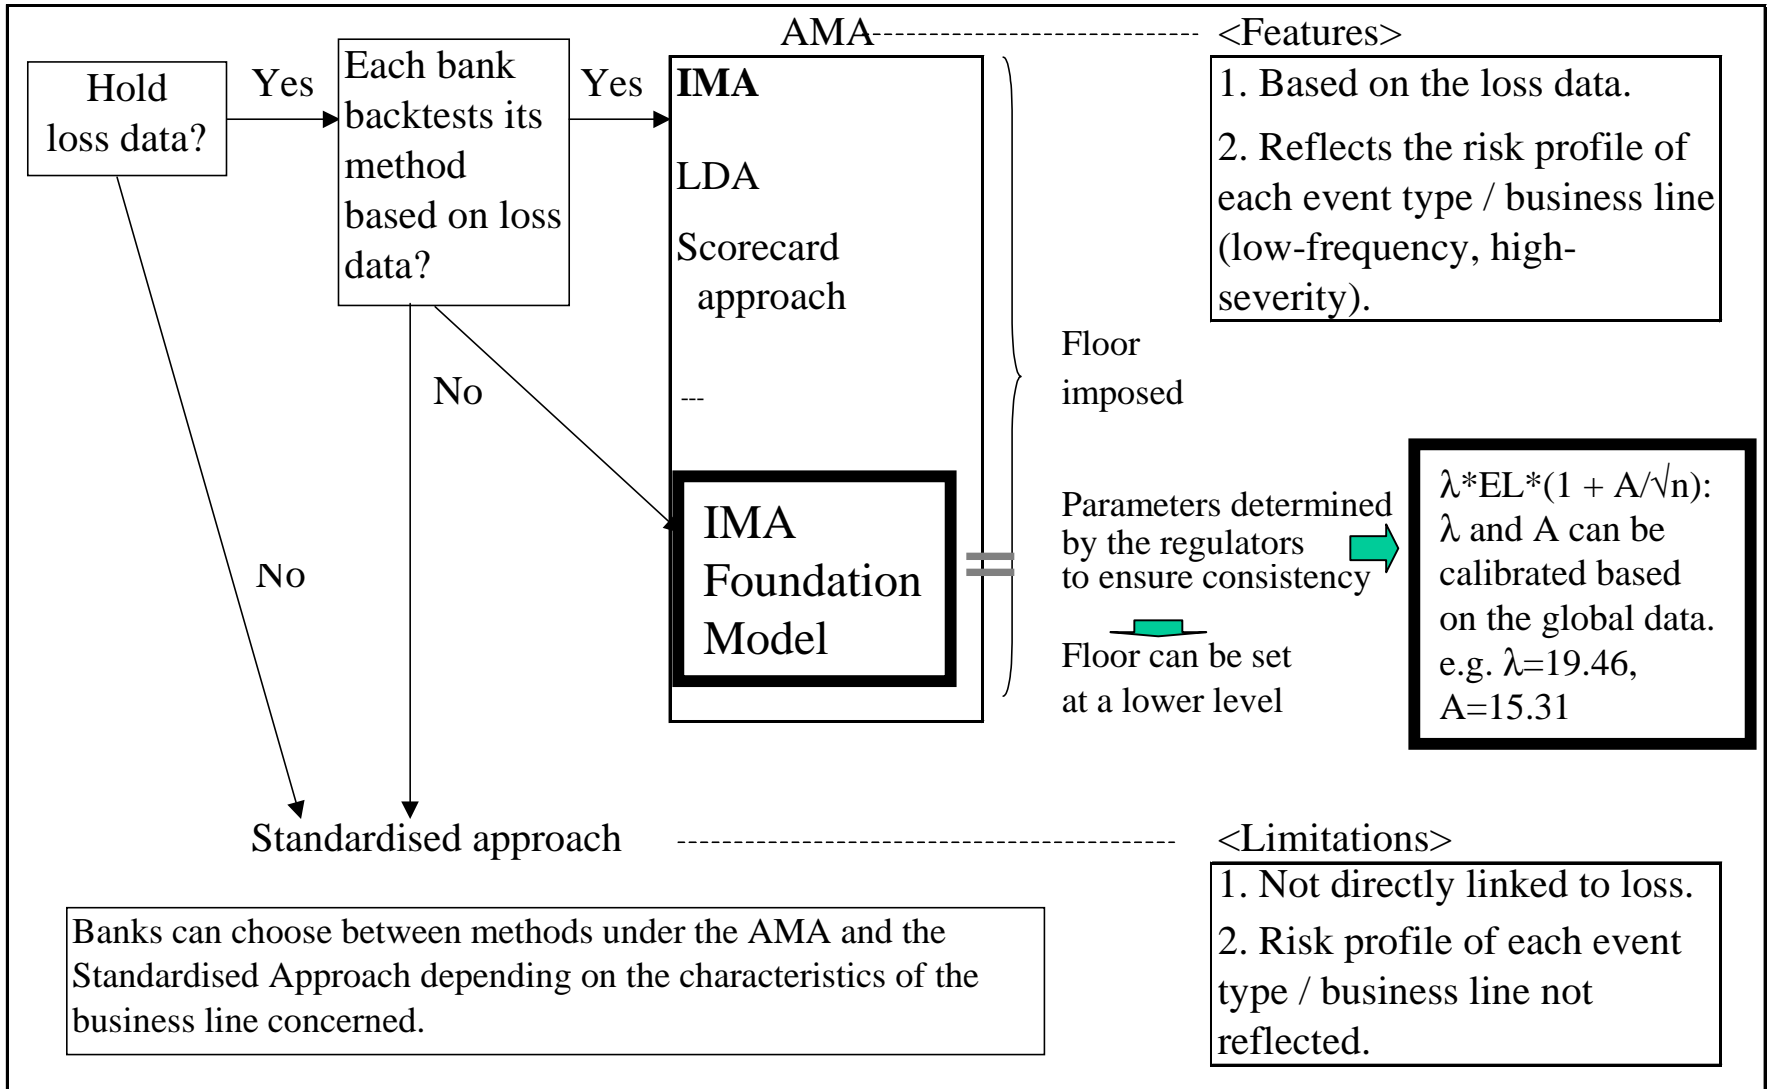 AMA
<Features>
Hold
loss data?
Yes
Each bank
backtests its
method
based on loss
data?
Yes
IMA
LDA
Scorecard
approach
---
1. Based on the loss data.
2. Reflects the risk profile of
each event type / business line
(low-frequency, high-
severity).
Floor
imposed
No
No
IMA
Foundation
Model
Parameters determined
by the regulators
to ensure consistency
Floor can be set
at a lower level
λ*EL*(1 + A/√n):
λ and A can be
calibrated based
on the global data.
e.g. λ=19.46,
A=15.31
Standardised approach
<Limitations>
1. Not directly linked to loss.
2. Risk profile of each event
type / business line not
reflected.
Banks can choose between methods under the AMA and the
Standardised Approach depending on the characteristics of the
business line concerned.